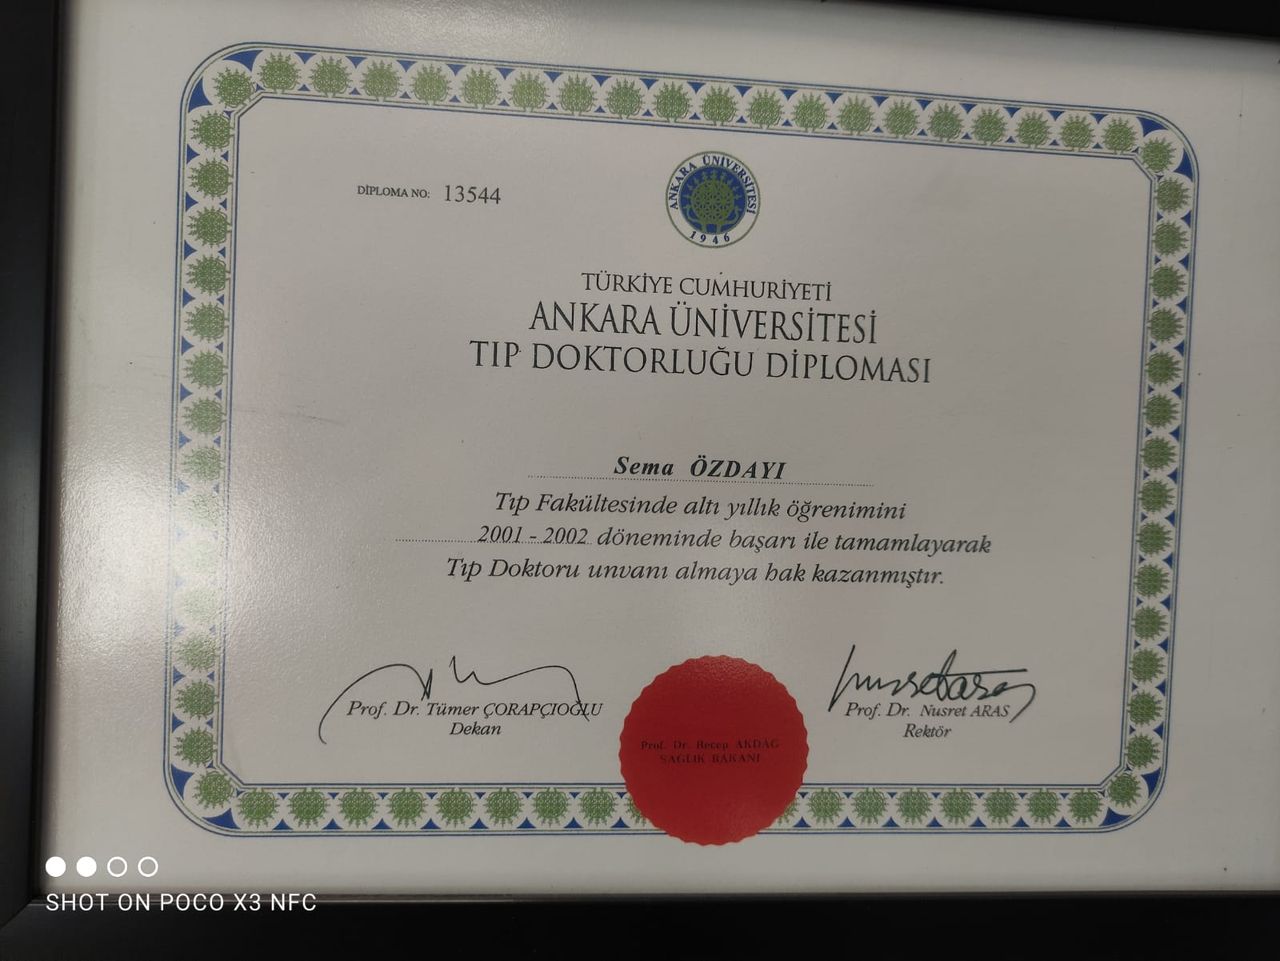 DİPLOMA NO: 13544
ANKARA ÜNİVERSİTESİ
1946
TÜRKİYE CUMHURİYETİ
ANKARA ÜNİVERSİTESİ
TIP DOKTORLUĞU DİPLOMASI
Sema ÖZDAYI
Tıp Fakültesinde altı yıllık öğrenimini
2001 - 2002 döneminde başarı ile tamamlayarak
Tıp Doktoru unvanı almaya hak kazanmıştır.
Prof. Dr. Tümer ÇORAPÇIOĞLU
Dekan
Prof. Dr. Recep AKDAĞ
SAĞLIK BAKANI
Prof. Dr. Nusret ARAS
Rektör
SHOT ON POCO X3 NFC